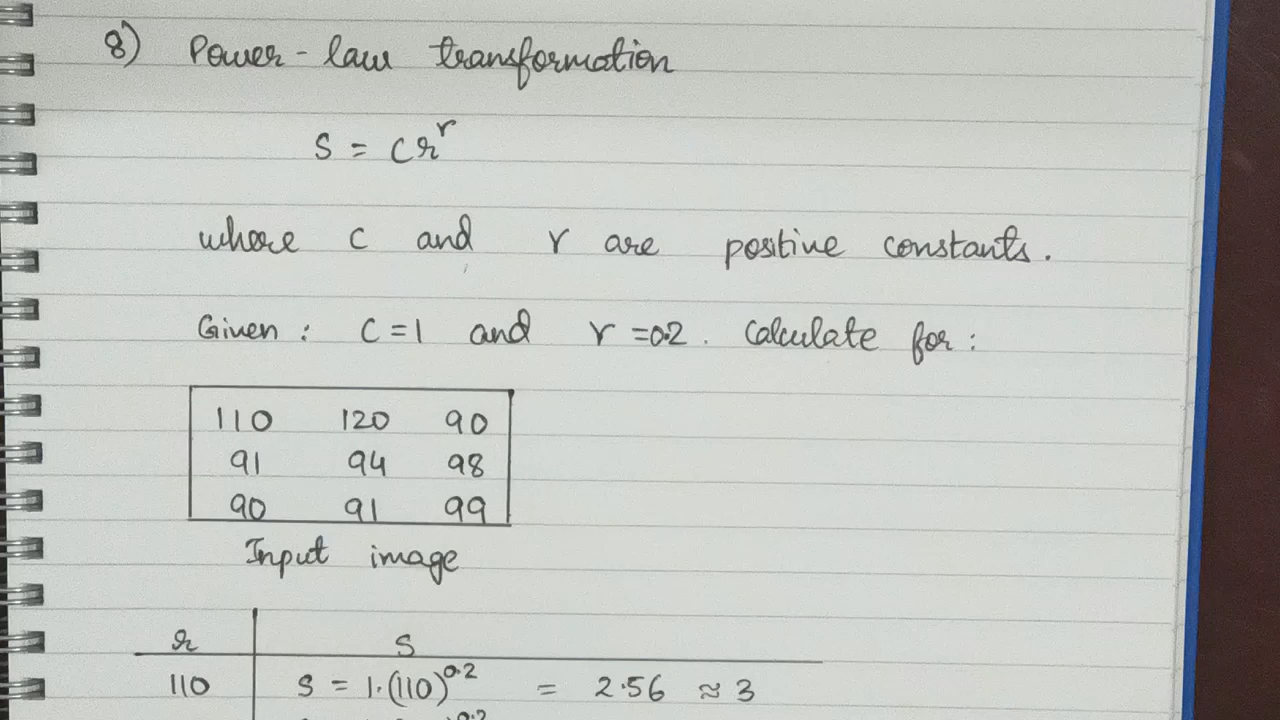 8) Power-law transformation
s = cr^γ
where c and γ are positive constants.
Given : c=1 and γ =0.2. Calculate for :
110 120 90
91 94 98
90 91 99
Input image
r s
110 s = 1.(110)^0.2 = 2.56 ≈ 3